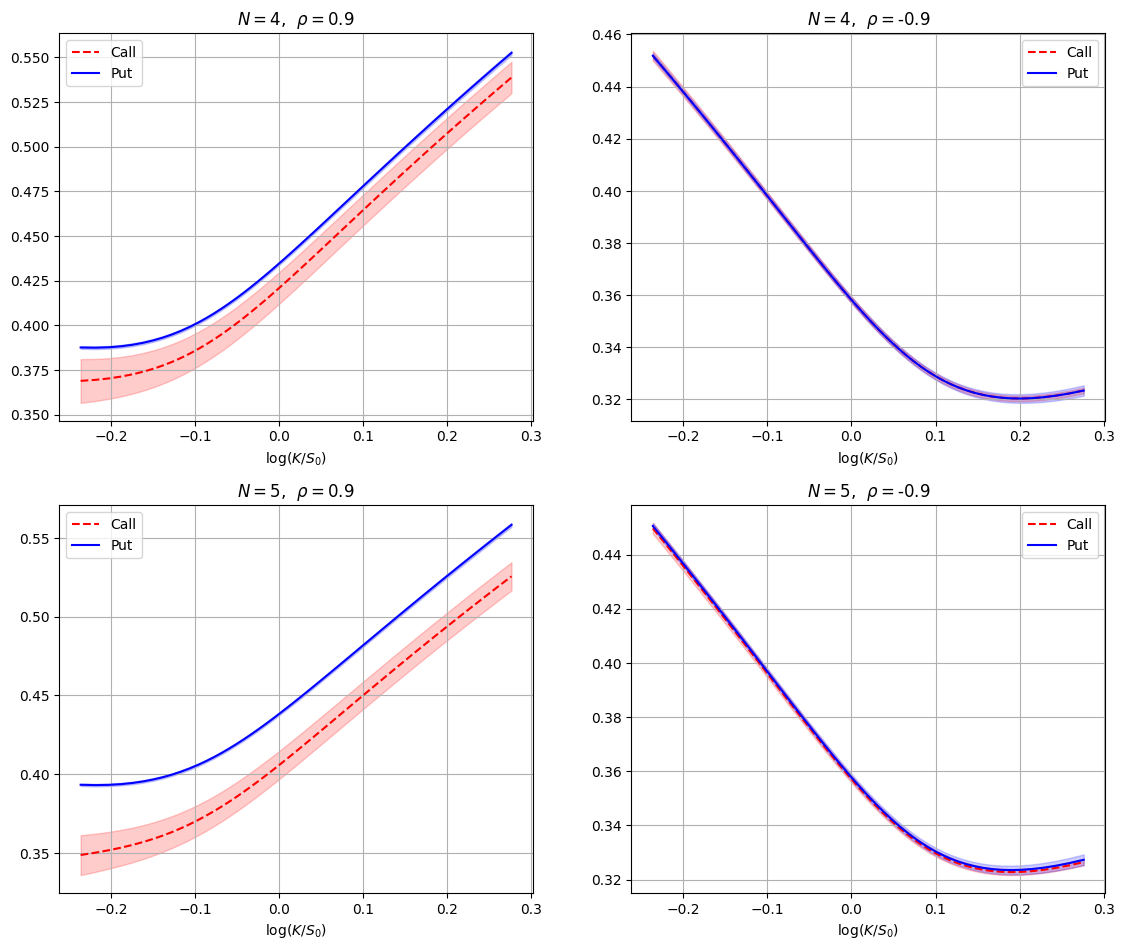 N = 4, ρ = 0.9
Call
Put
0.550
0.525
0.500
0.475
0.450
0.425
0.400
0.375
0.350
−0.2 −0.1 0.0 0.1 0.2 0.3
log(K/S₀)
N = 4, ρ = -0.9
Call
Put
0.46
0.44
0.42
0.40
0.38
0.36
0.34
0.32
−0.2 −0.1 0.0 0.1 0.2 0.3
log(K/S₀)
N = 5, ρ = 0.9
Call
Put
0.55
0.50
0.45
0.40
0.35
−0.2 −0.1 0.0 0.1 0.2 0.3
log(K/S₀)
N = 5, ρ = -0.9
Call
Put
0.44
0.42
0.40
0.38
0.36
0.34
0.32
−0.2 −0.1 0.0 0.1 0.2 0.3
log(K/S₀)